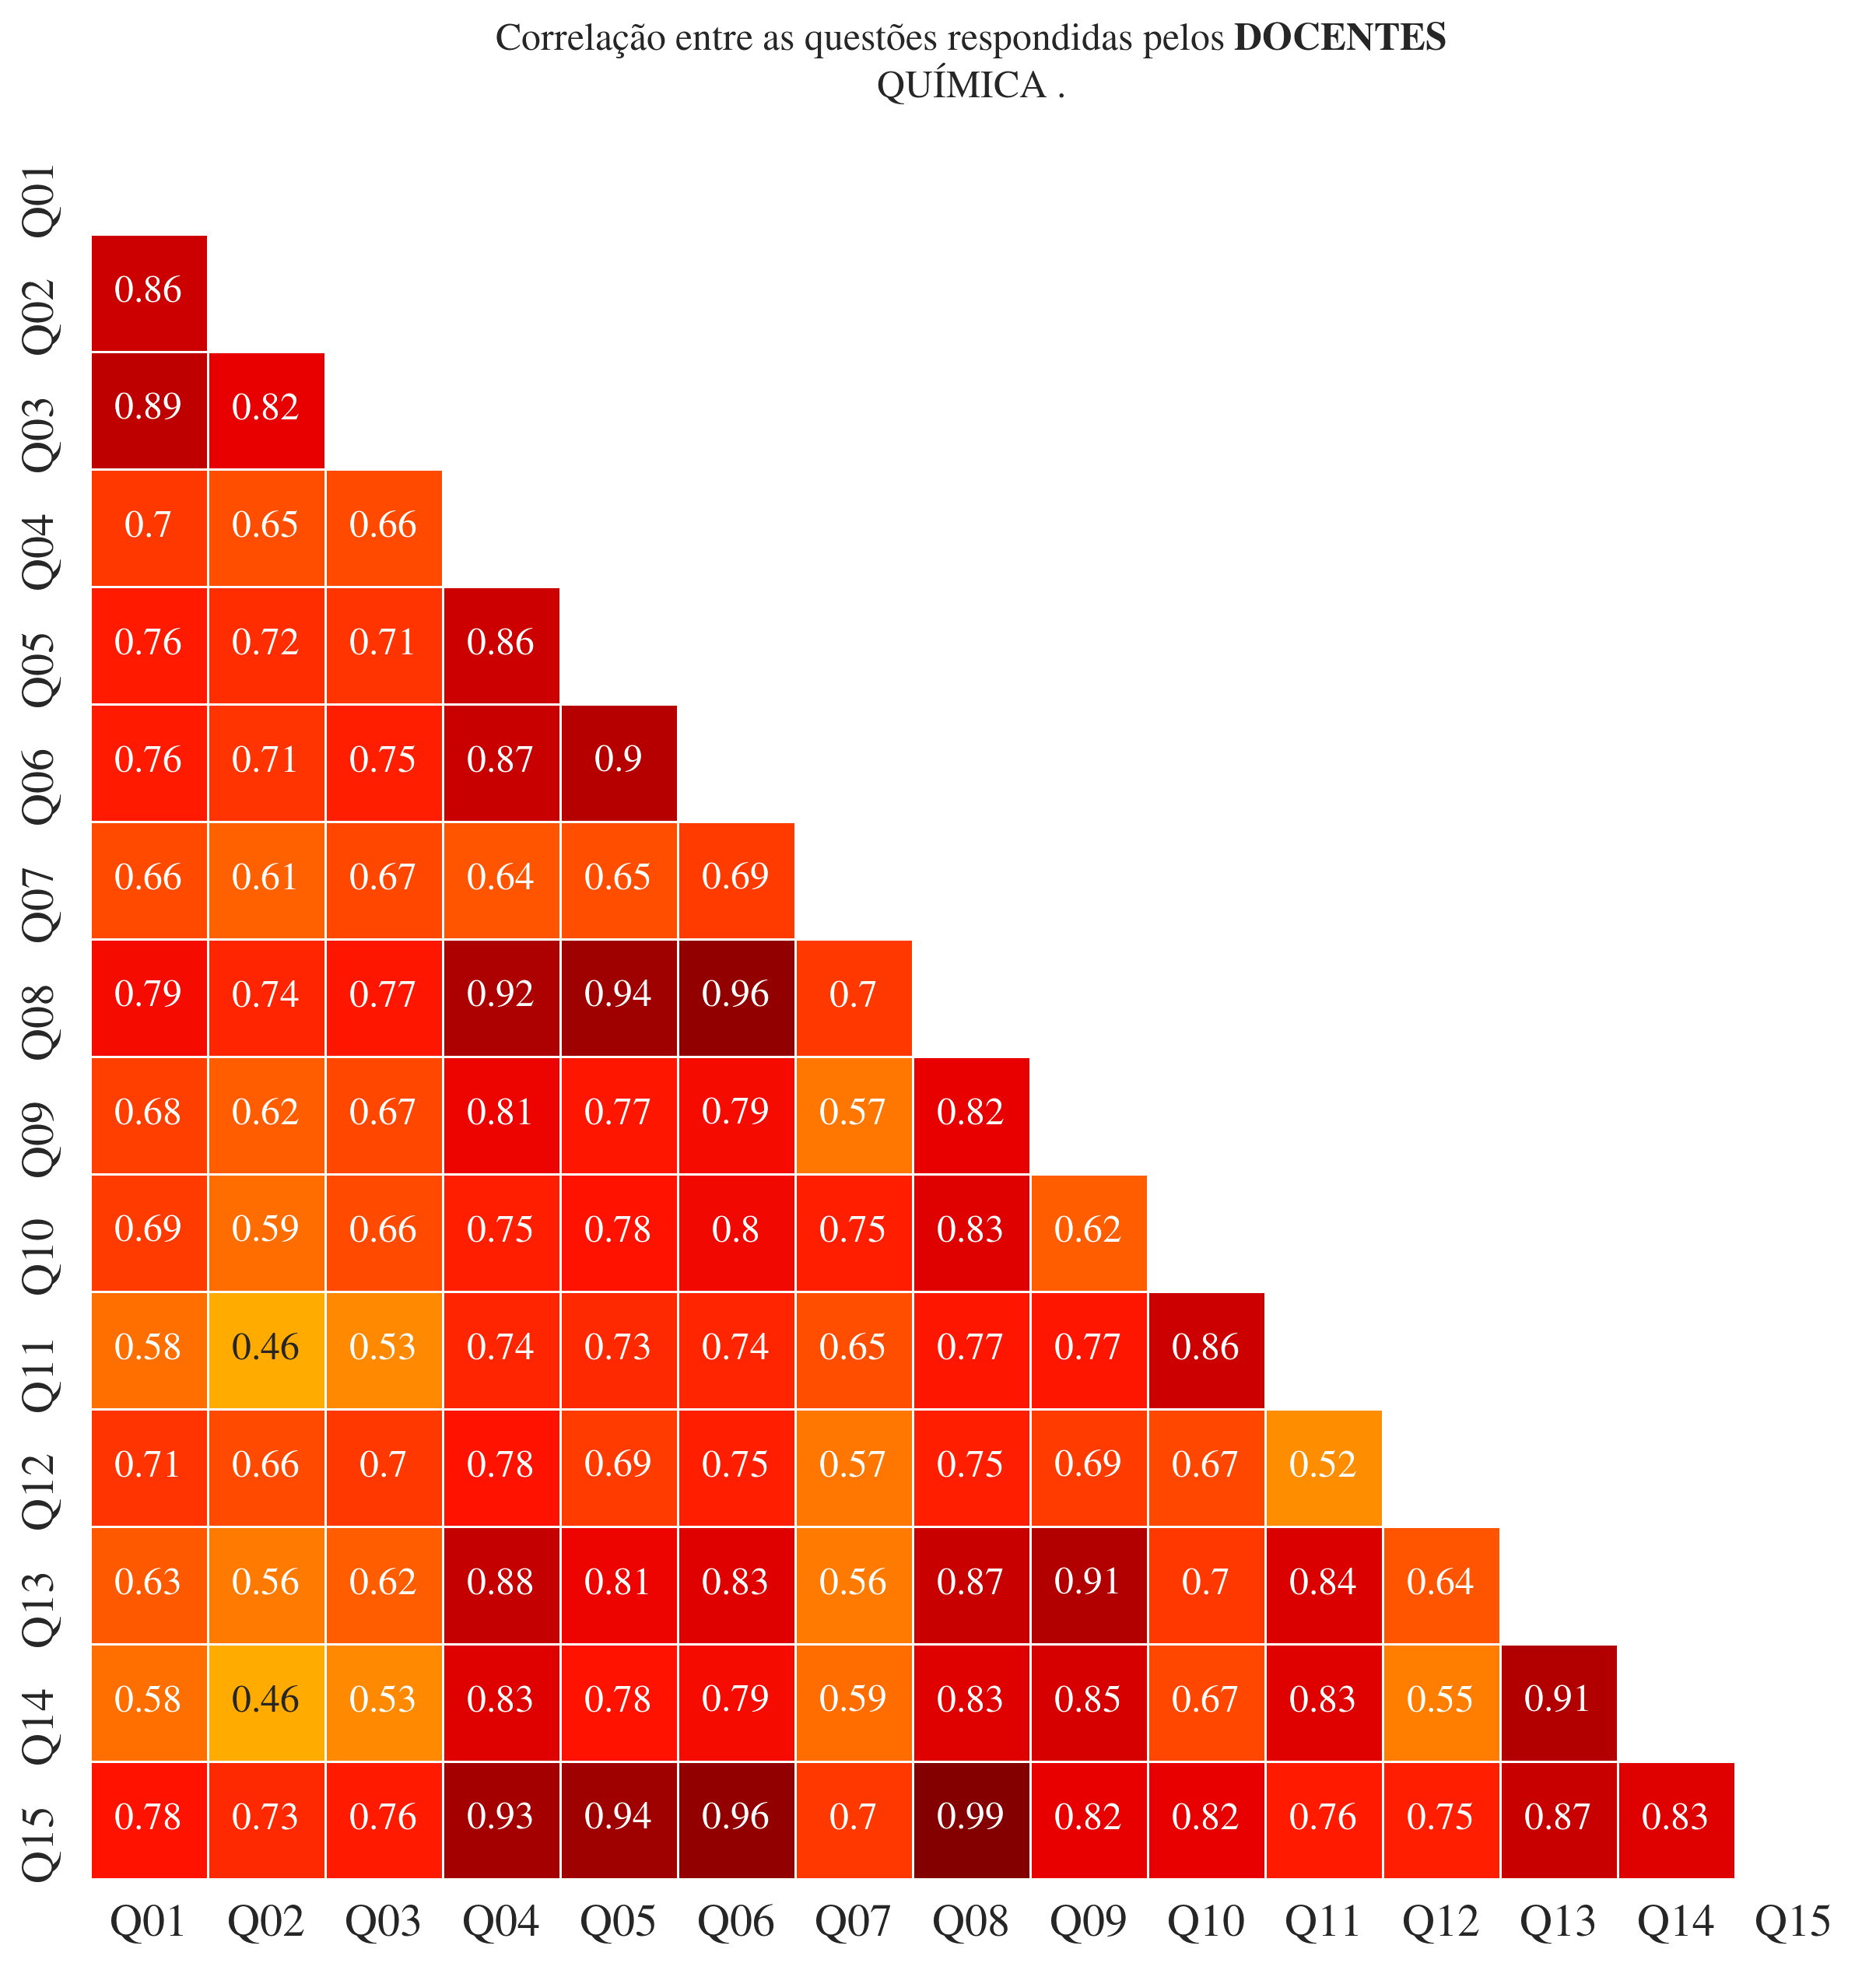 Correlação entre as questões respondidas pelos DOCENTES
QUÍMICA .
Q01
Q02 0.86
Q03 0.89 0.82
Q04 0.7 0.65 0.66
Q05 0.76 0.72 0.71 0.86
Q06 0.76 0.71 0.75 0.87 0.9
Q07 0.66 0.61 0.67 0.64 0.65 0.69
Q08 0.79 0.74 0.77 0.92 0.94 0.96 0.7
Q09 0.68 0.62 0.67 0.81 0.77 0.79 0.57 0.82
Q10 0.69 0.59 0.66 0.75 0.78 0.8 0.75 0.83 0.62
Q11 0.58 0.46 0.53 0.74 0.73 0.74 0.65 0.77 0.77 0.86
Q12 0.71 0.66 0.7 0.78 0.69 0.75 0.57 0.75 0.69 0.67 0.52
Q13 0.63 0.56 0.62 0.88 0.81 0.83 0.56 0.87 0.91 0.7 0.84 0.64
Q14 0.58 0.46 0.53 0.83 0.78 0.79 0.59 0.83 0.85 0.67 0.83 0.55 0.91
Q15 0.78 0.73 0.76 0.93 0.94 0.96 0.7 0.99 0.82 0.82 0.76 0.75 0.87 0.83
Q01 Q02 Q03 Q04 Q05 Q06 Q07 Q08 Q09 Q10 Q11 Q12 Q13 Q14 Q15